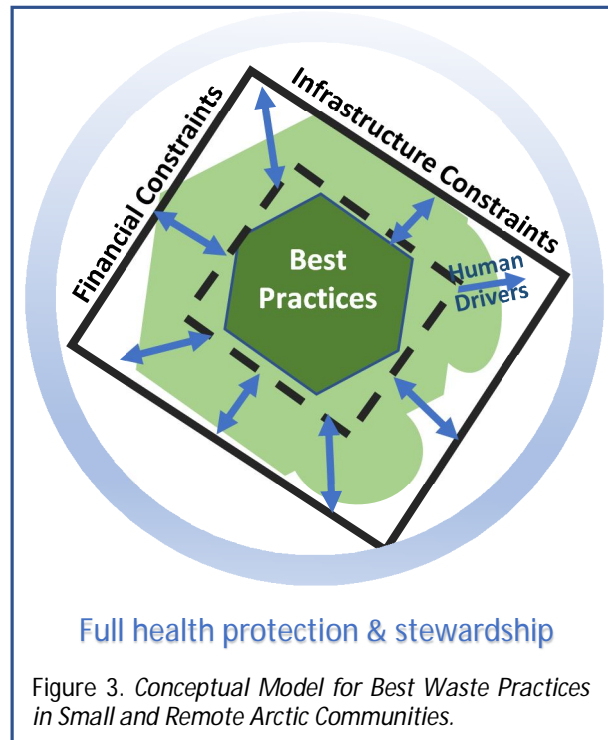 Financial Constraints
Infrastructure Constraints
Best
Practices
Human
Drivers
Full health protection & stewardship
Figure 3. Conceptual Model for Best Waste Practices
in Small and Remote Arctic Communities.